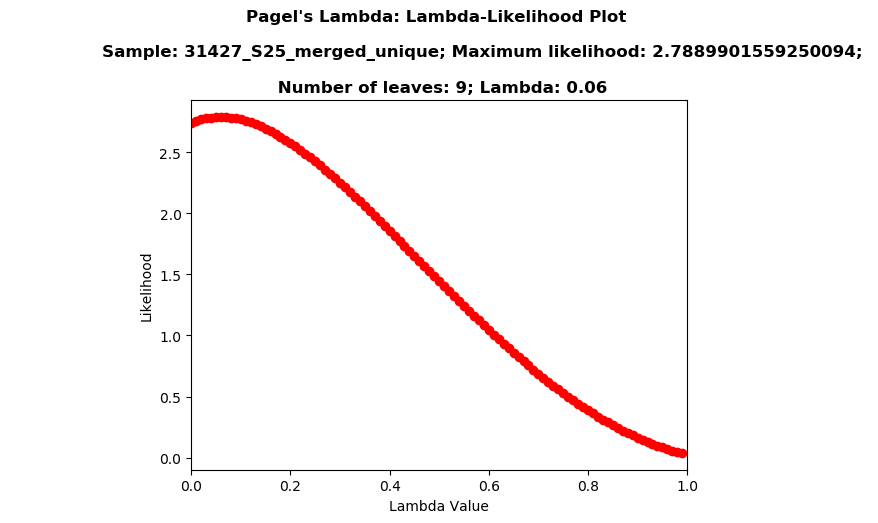 Pagel's Lambda: Lambda-Likelihood Plot
Sample: 31427_S25_merged_unique; Maximum likelihood: 2.7889901559250094;
Number of leaves: 9; Lambda: 0.06
2.5
2.0
1.5
1.0
0.5
0.0
Likelihood
0.0 0.2 0.4 0.6 0.8 1.0
Lambda Value